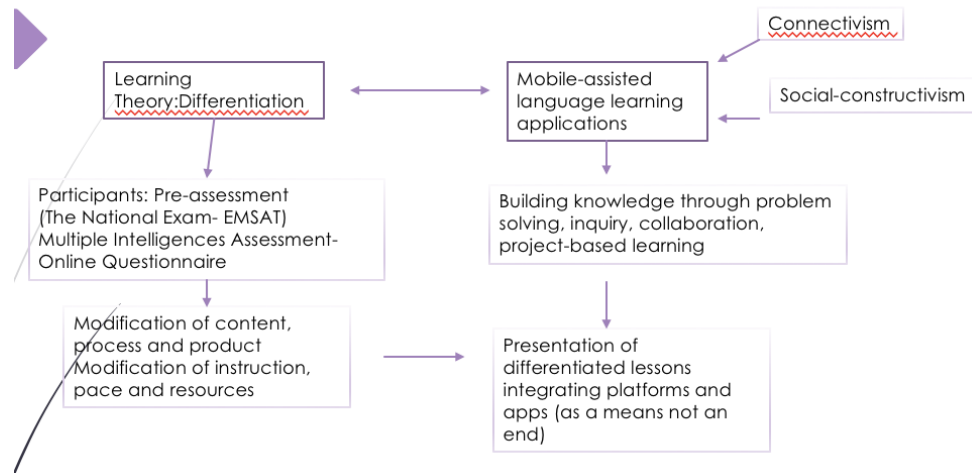 Connectivism
Learning
Theory:Differentiation
Mobile-assisted
language learning
applications
Social-constructivism
Participants: Pre-assessment
(The National Exam- EMSAT)
Multiple Intelligences Assessment-
Online Questionnaire
Building knowledge through problem
solving, inquiry, collaboration,
project-based learning
Modification of content,
process and product
Modification of instruction,
pace and resources
Presentation of
differentiated lessons
integrating platforms and
apps (as a means not an
end)